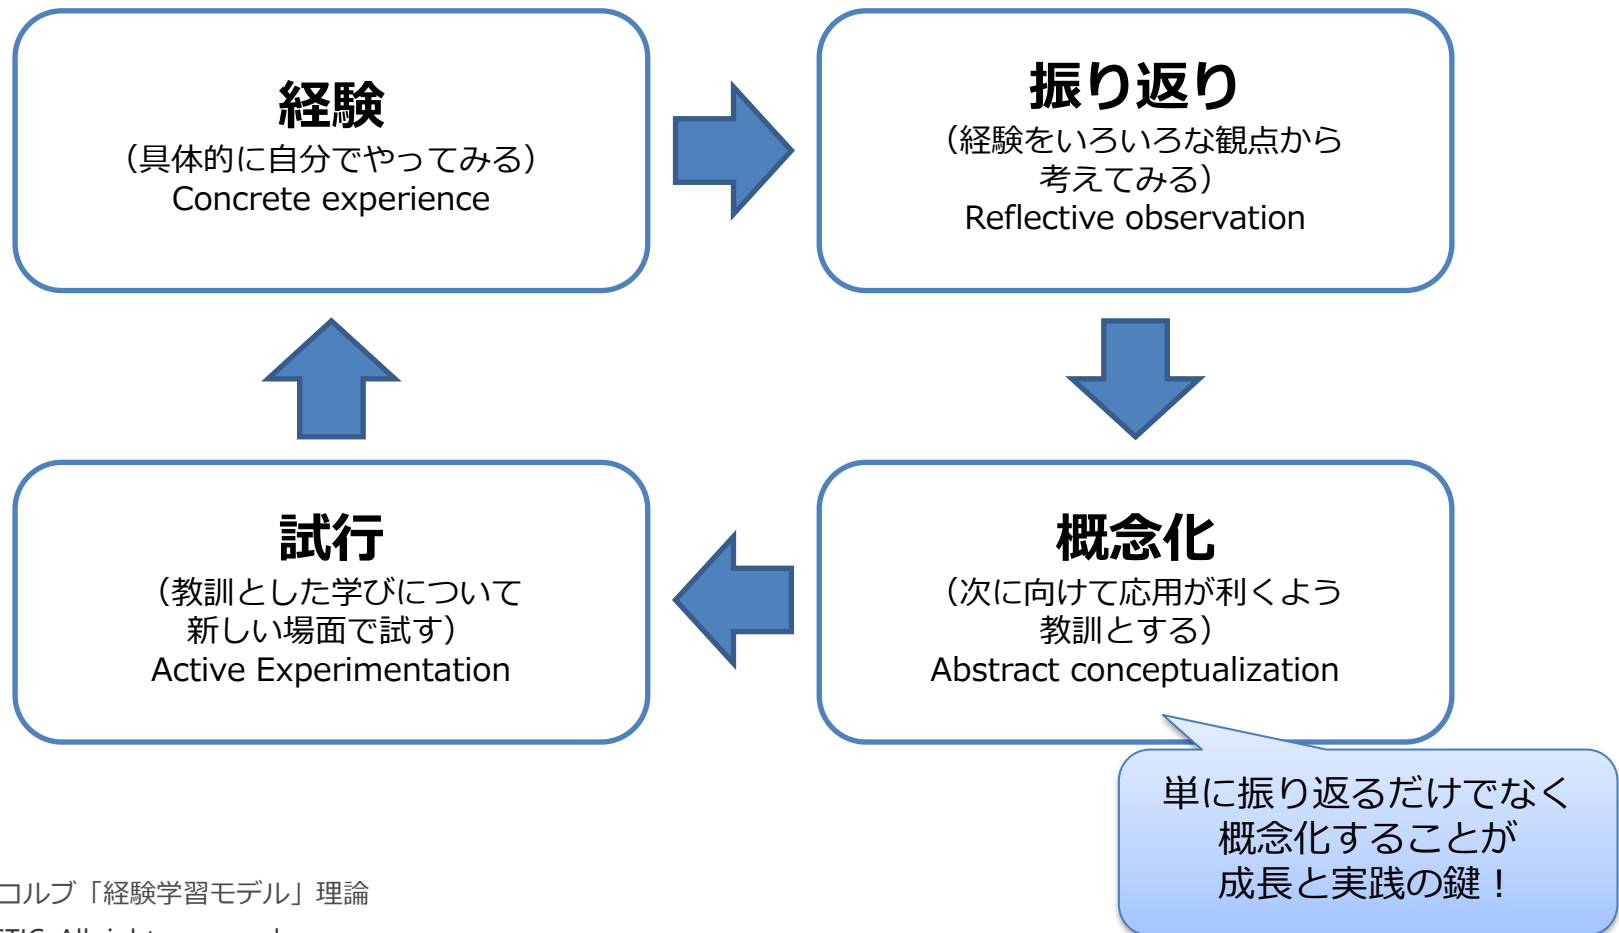 経験
（具体的に自分でやってみる）
Concrete experience
振り返り
（経験をいろいろな観点から
考えてみる）
Reflective observation
概念化
（次に向けて応用が利くよう
教訓とする）
Abstract conceptualization
試行
（教訓とした学びについて
新しい場面で試す）
Active Experimentation
単に振り返るだけでなく
概念化することが
成長と実践の鍵！
コルブ「経験学習モデル」理論